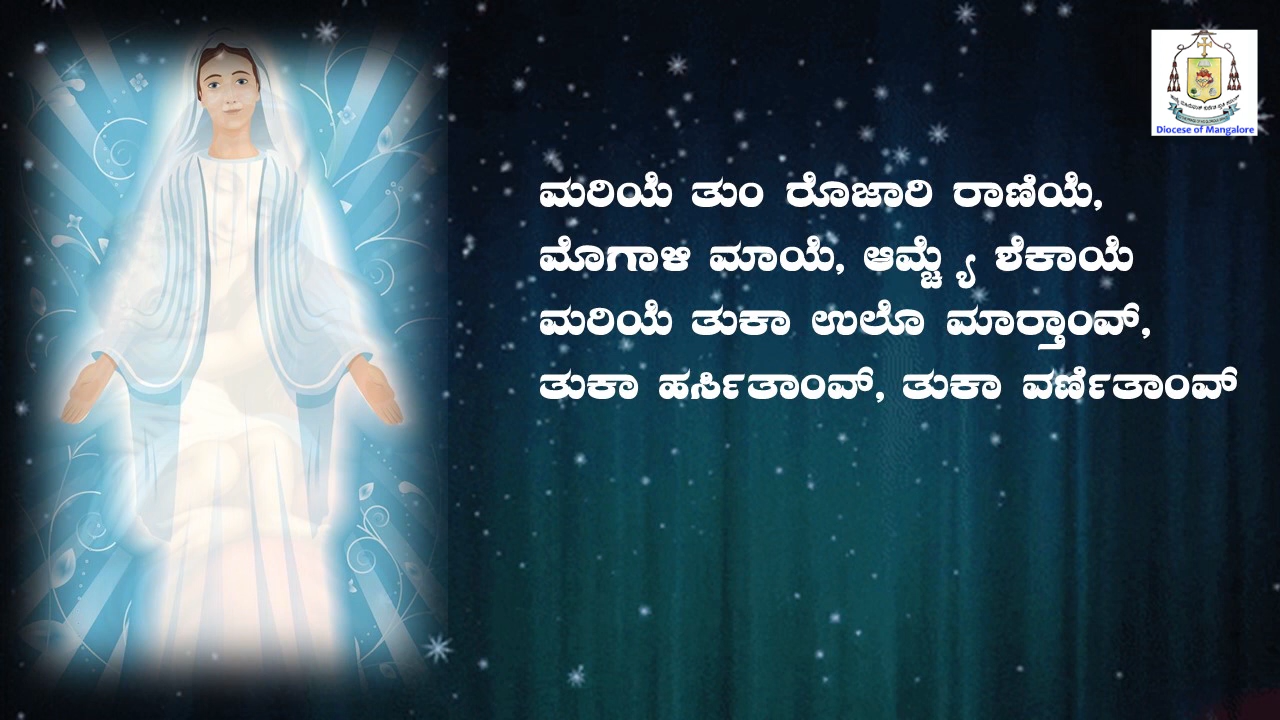 Diocese of Mangalore
ಮರಿಯೆ ತುಂ ರೊಜಾರಿ ರಾಣಿಯೆ,
ಮೊಗಾಳಿ ಮಾಯೆ, ಆಮ್ಚ್ಯೆ ಶೆಕಾಯೆ
ಮರಿಯೆ ತುಕಾ ಉಲೊ ಮಾರ‍್ತಾಂವ್,
ತುಕಾ ಹರ್ಸಿತಾಂವ್, ತುಕಾ ವರ್ಣಿತಾಂವ್